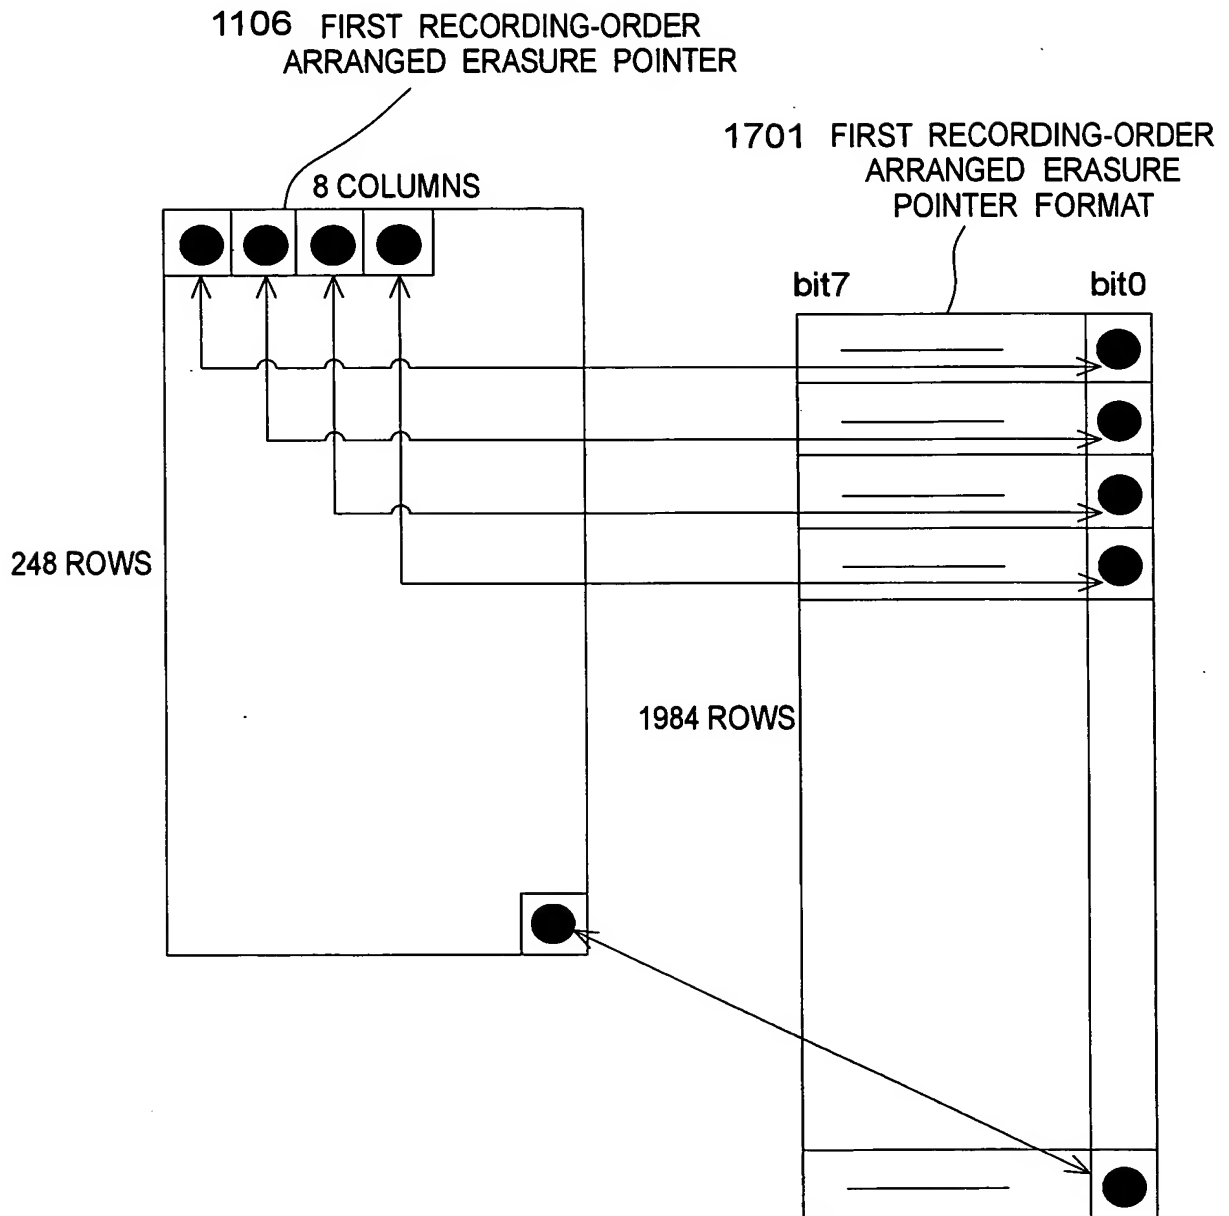 1106 FIRST RECORDING-ORDER
ARRANGED ERASURE POINTER
1701 FIRST RECORDING-ORDER
ARRANGED ERASURE
POINTER FORMAT
8 COLUMNS
bit7
bit0
248 ROWS
1984 ROWS